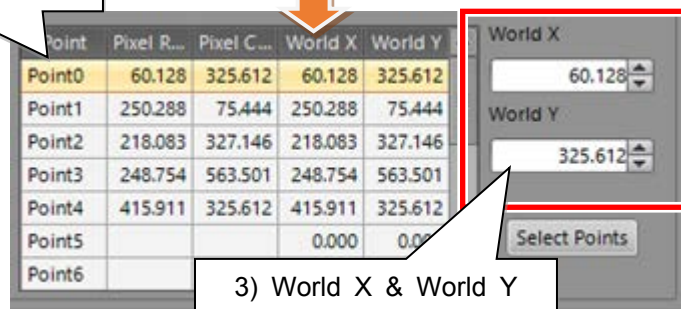 Point Pixel R... Pixel C... World X World Y
Point0 60.128 325.612 60.128 325.612
Point1 250.288 75.444 250.288 75.444
Point2 218.083 327.146 218.083 327.146
Point3 248.754 563.501 248.754 563.501
Point4 415.911 325.612 415.911 325.612
Point5 0.000
Point6
World X
60.128
World Y
325.612
Select Points
3) World X & World Y